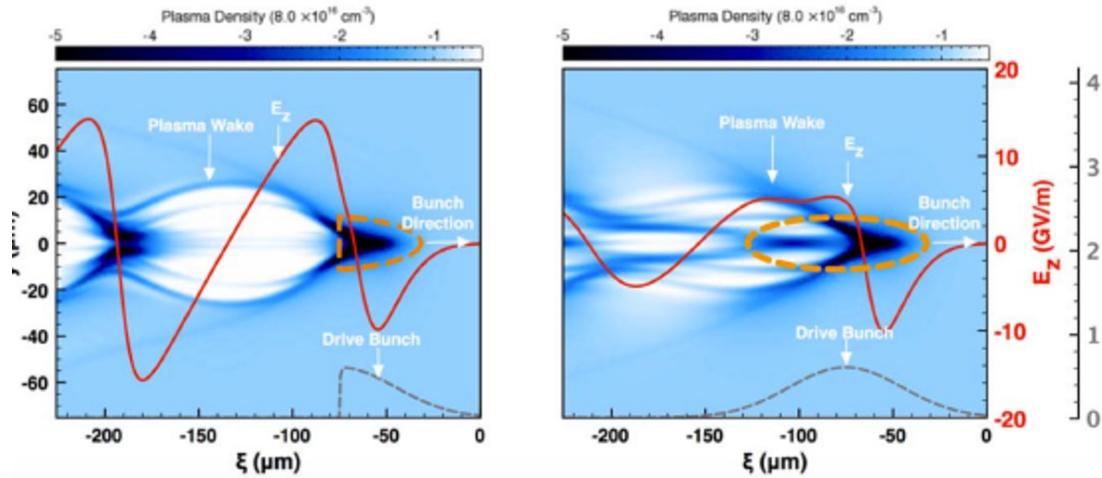 Plasma Density (8.0 ×10¹⁶ cm⁻³)
-5 -4 -3 -2 -1
60
40
20
0
-20
-40
-60
Plasma Wake
E_z
Bunch
Direction
Drive Bunch
-200 -150 -100 -50 0
ξ (μm)
Plasma Density (8.0 ×10¹⁶ cm⁻³)
-5 -4 -3 -2 -1
Plasma Wake
E_z
Bunch
Direction
Drive Bunch
-200 -150 -100 -50 0
ξ (μm)
20
10
0
-10
-20
E_z (GV/m)
4
3
2
1
0